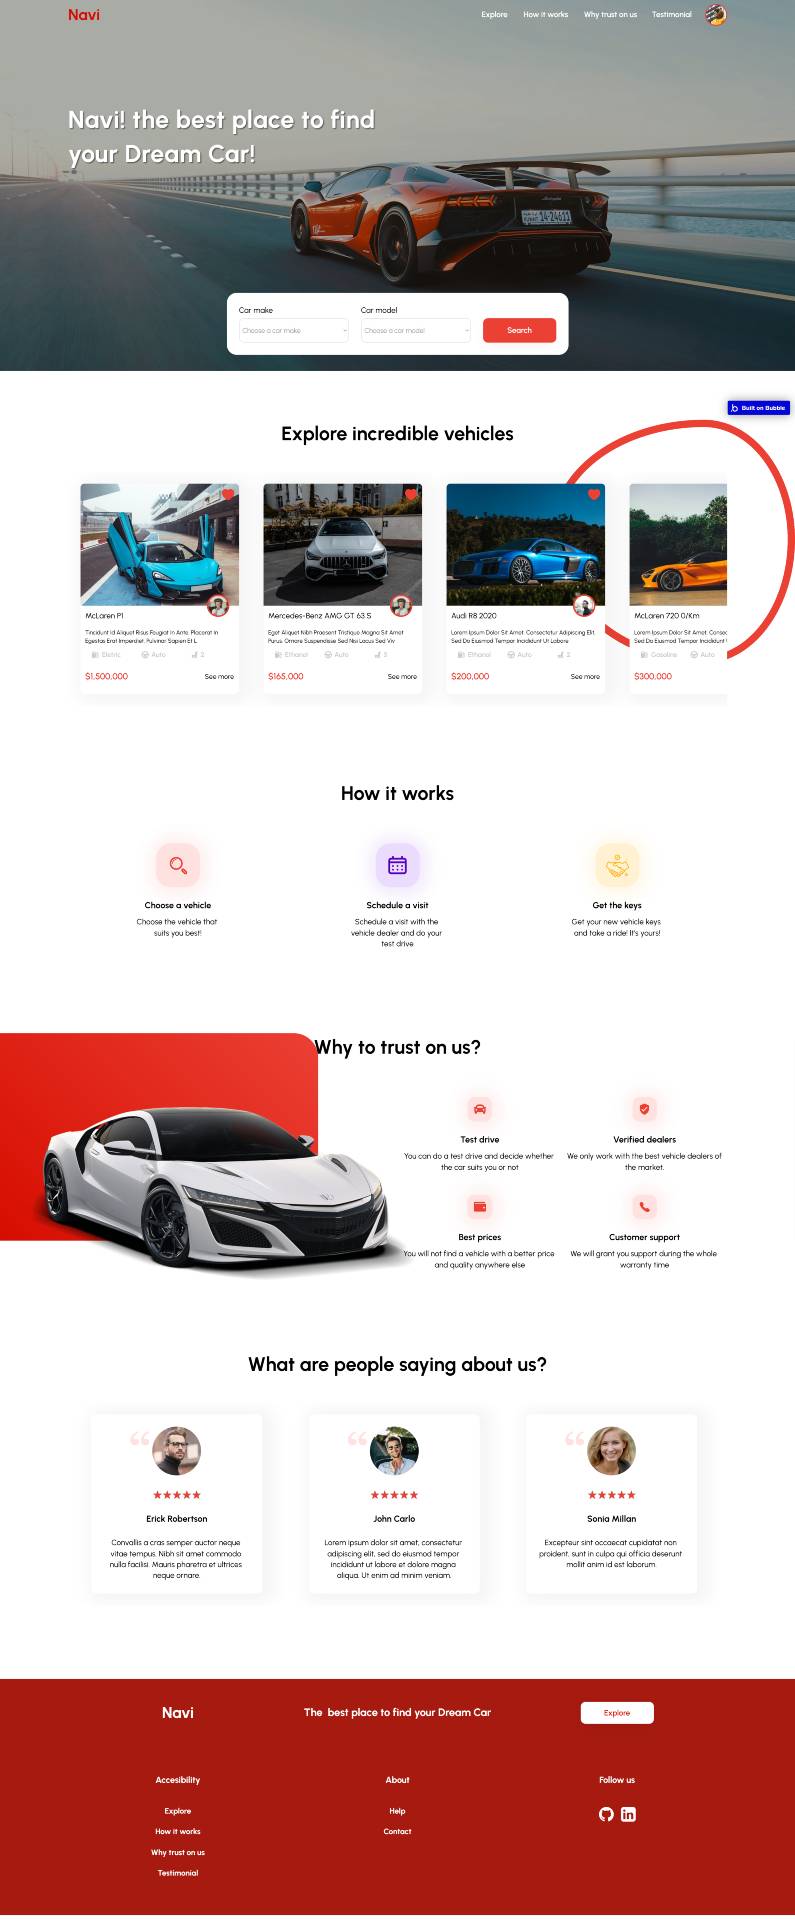 Navi
Explore
How it works
Why trust on us
Testimonial
Navi! the best place to find
your Dream Car!
14-24611
Car make
Car model
Choose a car make
Choose a car model
Search
Built on Bubble
Explore incredible vehicles
McLaren P1
Tincidunt Id Aliquet Risus Feugiat In Ante. Placerat In
Egestas Erat Imperdiet. Pulvinar Sapien Et L
Eletric
Auto
2
$1,500,000
See more
Mercedes-Benz AMG GT 63 S
Eget Aliquet Nibh Praesent Tristique Magna Sit Amet
Purus. Ornare Suspendisse Sed Nisi Lacus Sed Viv
Ethanol
Auto
5
$165,000
See more
Audi R8 2020
Lorem Ipsum Dolor Sit Amet, Consectetur Adipiscing Elit,
Sed Do Eiusmod Tempor Incididunt Ut Labore
Ethanol
Auto
2
$200,000
See more
McLaren 720 0/Km
Lorem Ipsum Dolor Sit Amet, Consec
Sed Do Eiusmod Tempor Incididunt
Gasoline
Auto
$300,000
How it works
Choose a vehicle
Choose the vehicle that
suits you best!
Schedule a visit
Schedule a visit with the
vehicle dealer and do your
test drive
Get the keys
Get your new vehicle keys
and take a ride! It's yours!
Why to trust on us?
Test drive
You can do a test drive and decide whether
the car suits you or not
Verified dealers
We only work with the best vehicle dealers of
the market.
Best prices
You will not find a vehicle with a better price
and quality anywhere else
Customer support
We will grant you support during the whole
warranty time
What are people saying about us?
Erick Robertson
Convallis a cras semper auctor neque
vitae tempus. Nibh sit amet commodo
nulla facilisi. Mauris pharetra et ultrices
neque ornare.
John Carlo
Lorem ipsum dolor sit amet, consectetur
adipiscing elit, sed do eiusmod tempor
incididunt ut labore et dolore magna
aliqua. Ut enim ad minim veniam,
Sonia Millan
Excepteur sint occaecat cupidatat non
proident, sunt in culpa qui officia deserunt
mollit anim id est laborum.
Navi
The best place to find your Dream Car
Explore
Accesibility
Explore
How it works
Why trust on us
Testimonial
About
Help
Contact
Follow us